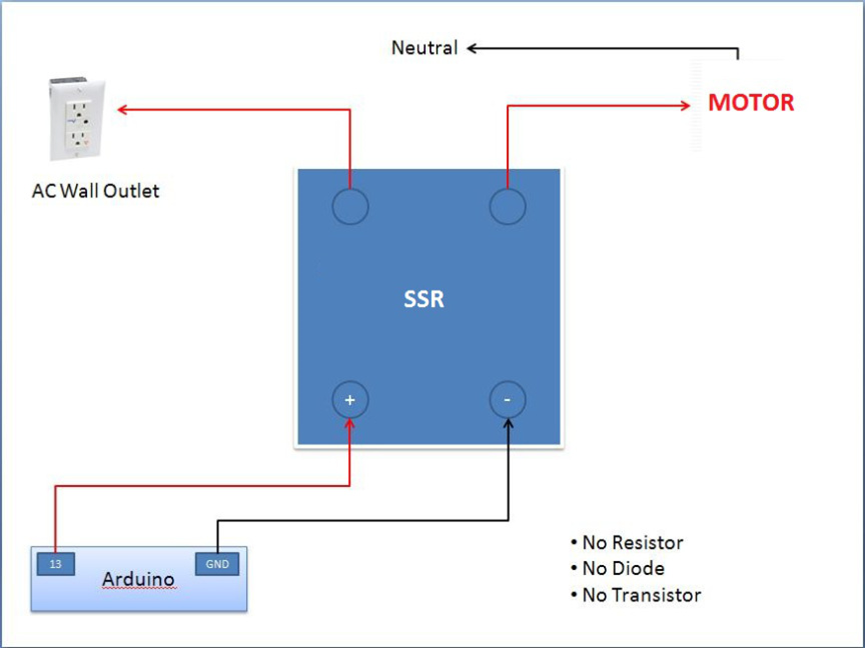 Neutral
MOTOR
AC Wall Outlet
SSR
+
-
13
GND
Arduino
• No Resistor
• No Diode
• No Transistor